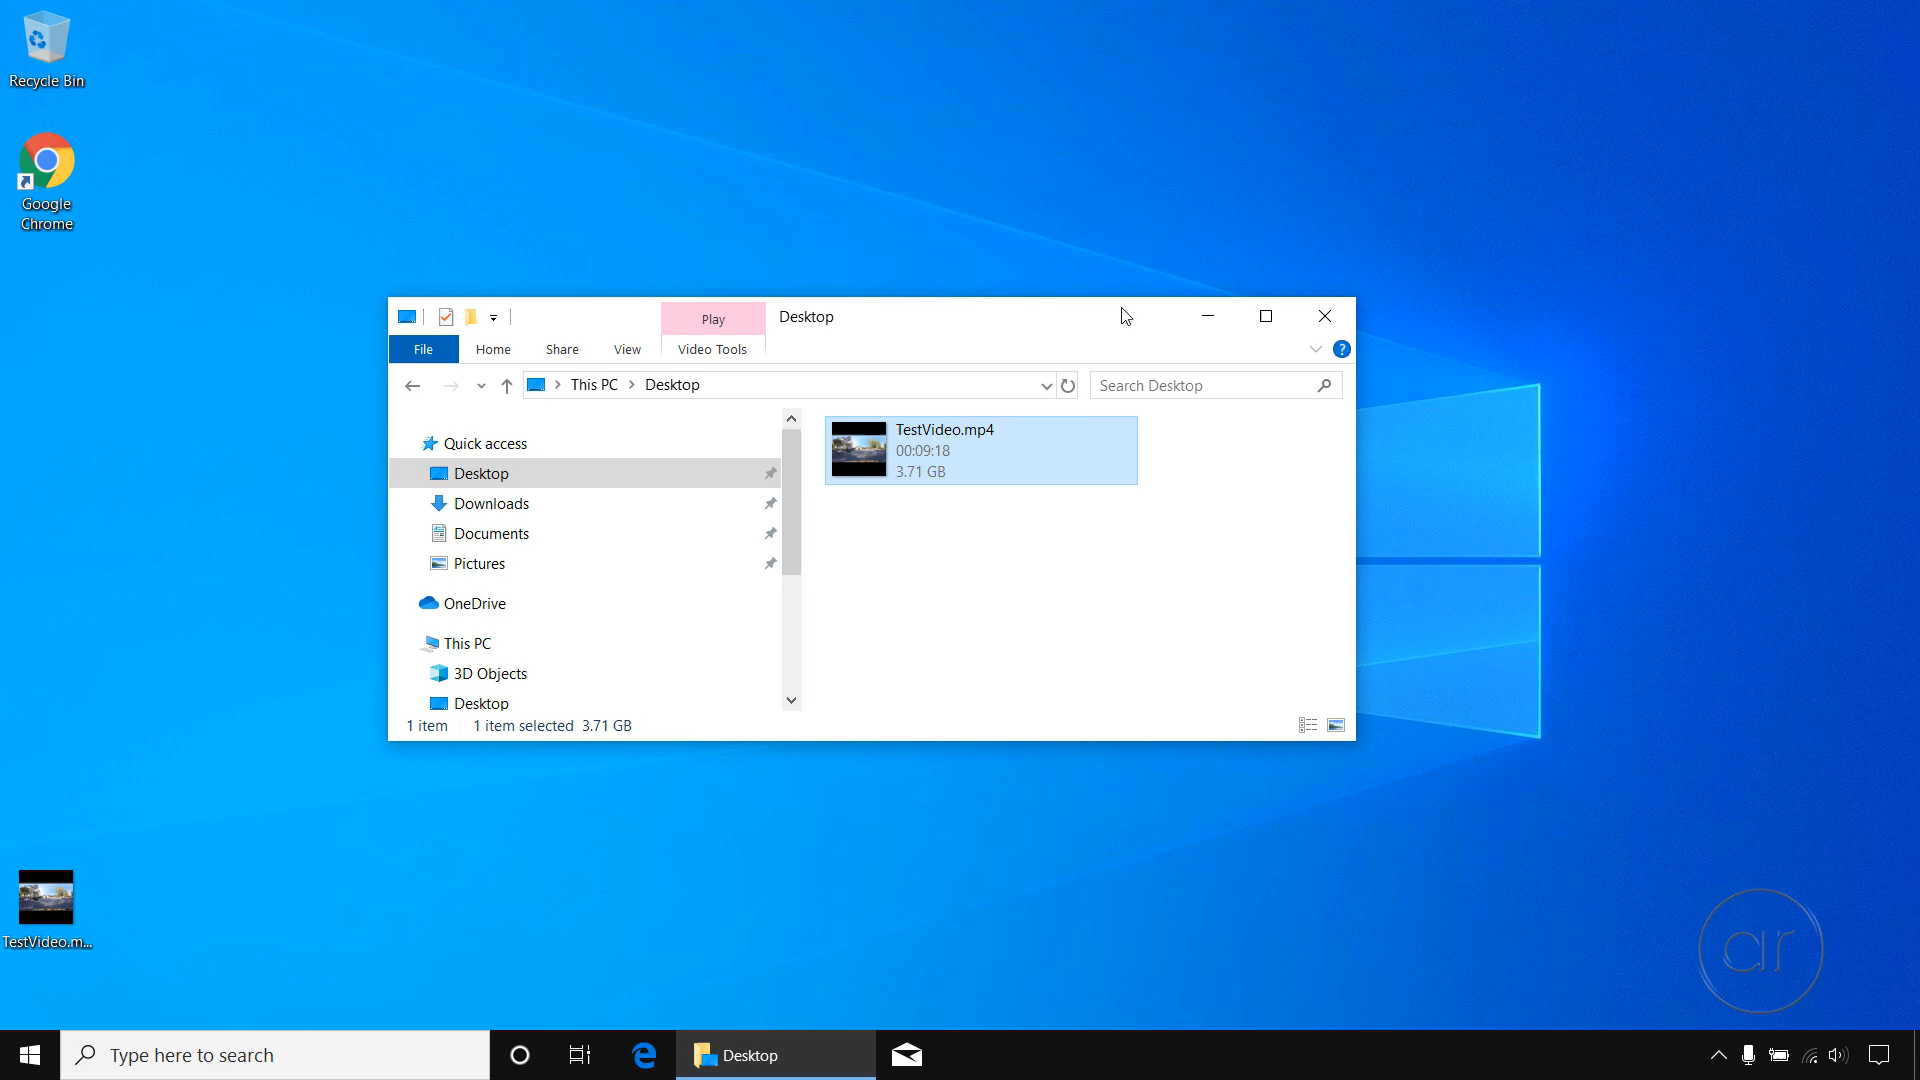 Recycle Bin
Google
Chrome
Play
Desktop
File
Home
Share
View
Video Tools
?
This PC
Desktop
Search Desktop
Quick access
Desktop
Downloads
Documents
Pictures
OneDrive
This PC
3D Objects
Desktop
TestVideo.mp4
00:09:18
3.71 GB
1 item
1 item selected 3.71 GB
TestVideo.m...
ar
Type here to search
Desktop